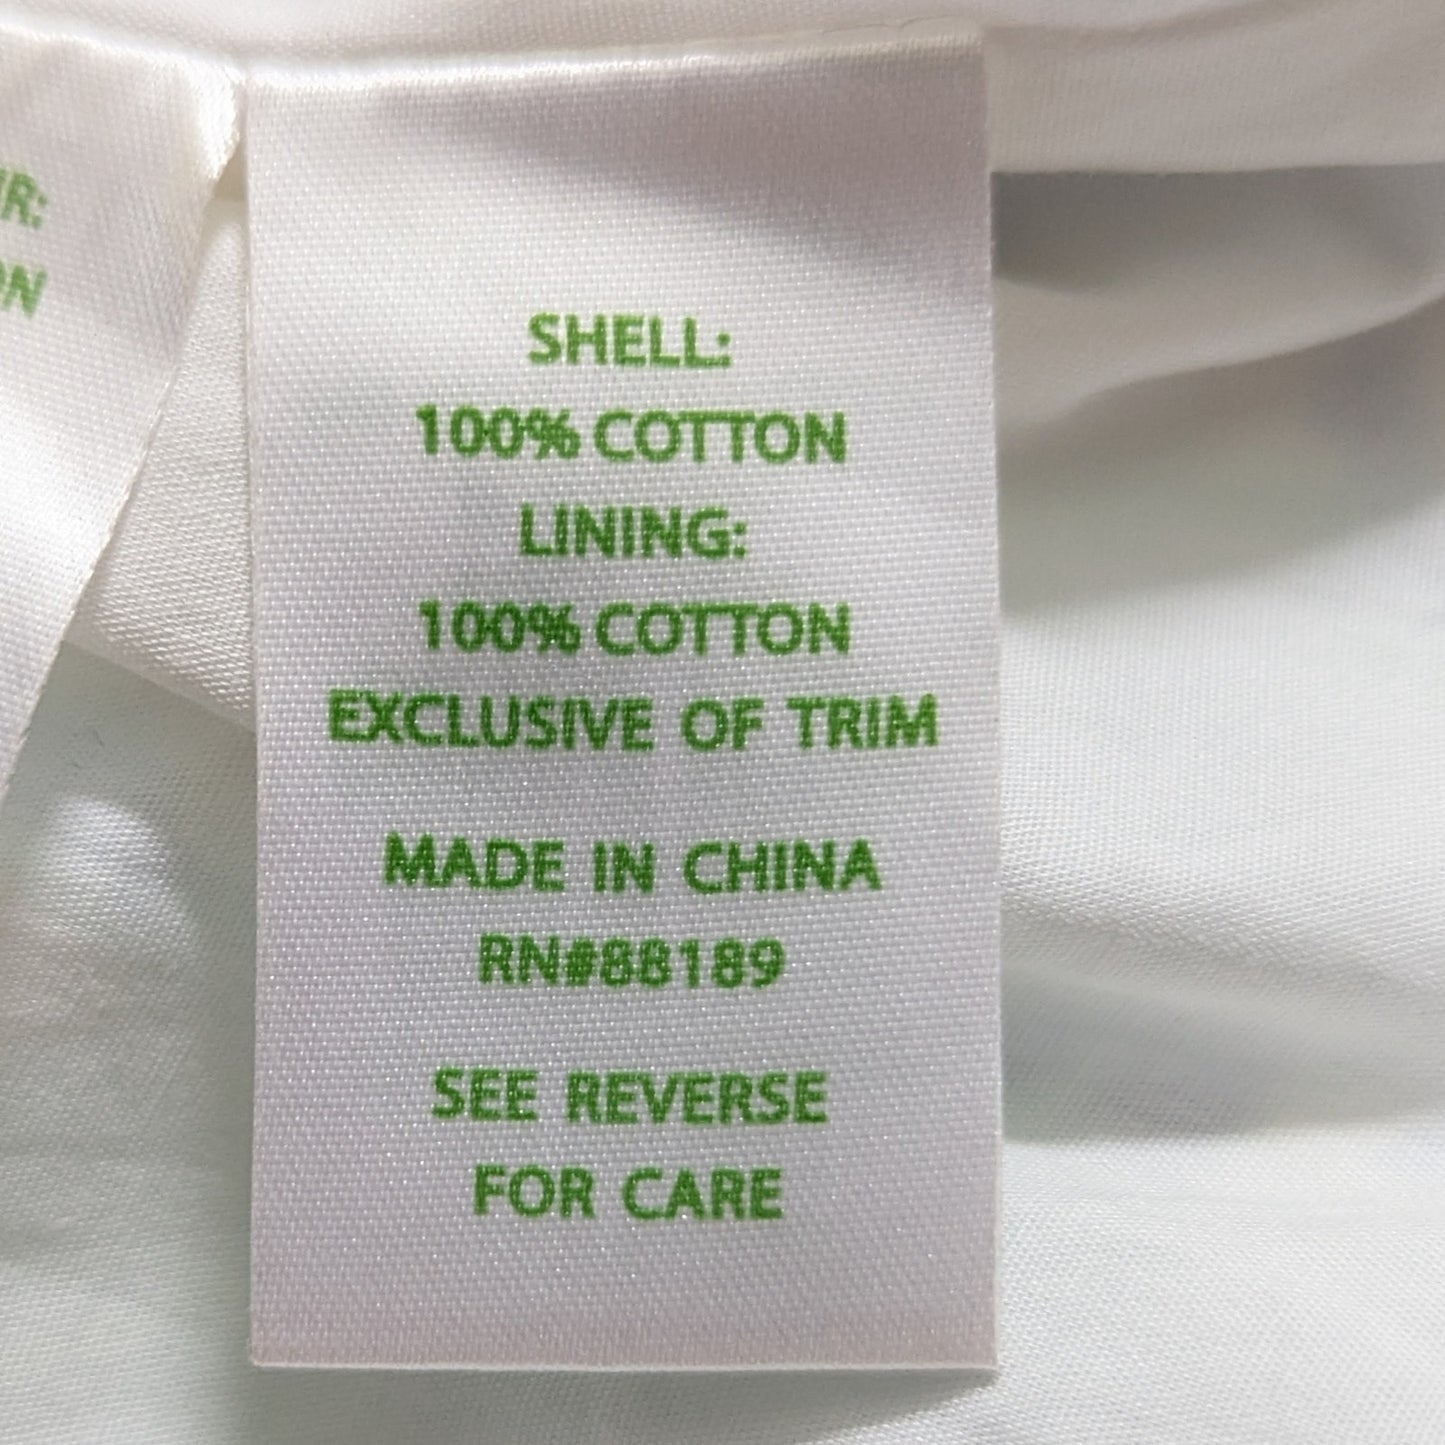 SHELL:
100% COTTON
LINING:
100% COTTON
EXCLUSIVE OF TRIM
MADE IN CHINA
RN#88189
SEE REVERSE
FOR CARE